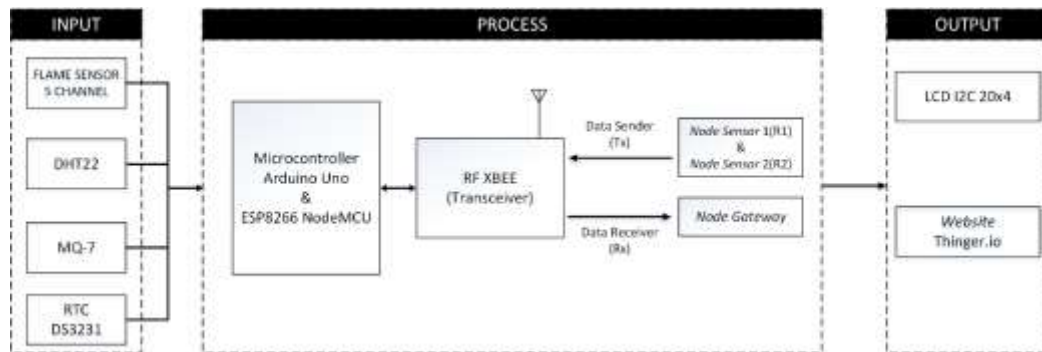 INPUT
FLAME SENSOR
5 CHANNEL
DHT22
MQ-7
RTC
DS3231
PROCESS
Microcontroller
Arduino Uno
&
ESP8266 NodeMCU
RF XBEE
(Transceiver)
Data Sender
(Tx)
Node Sensor 1(R1)
&
Node Sensor 2(R2)
Data Receiver
(Rx)
Node Gateway
OUTPUT
LCD I2C 20x4
Website
Thinger.io